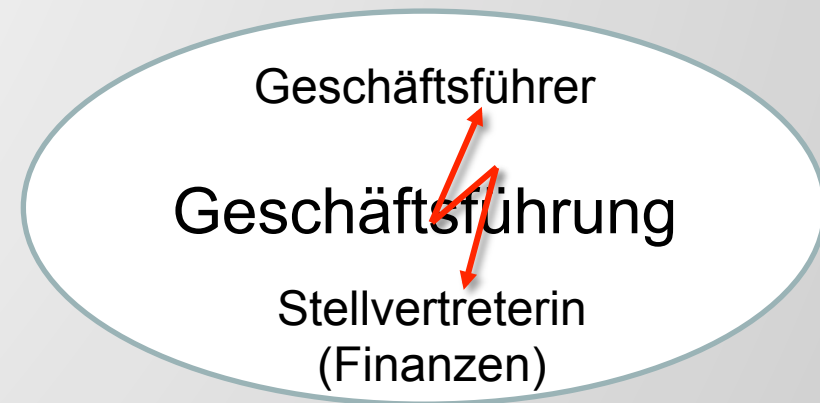 Geschäftsführer
Geschäftsführung
Stellvertreterin
(Finanzen)